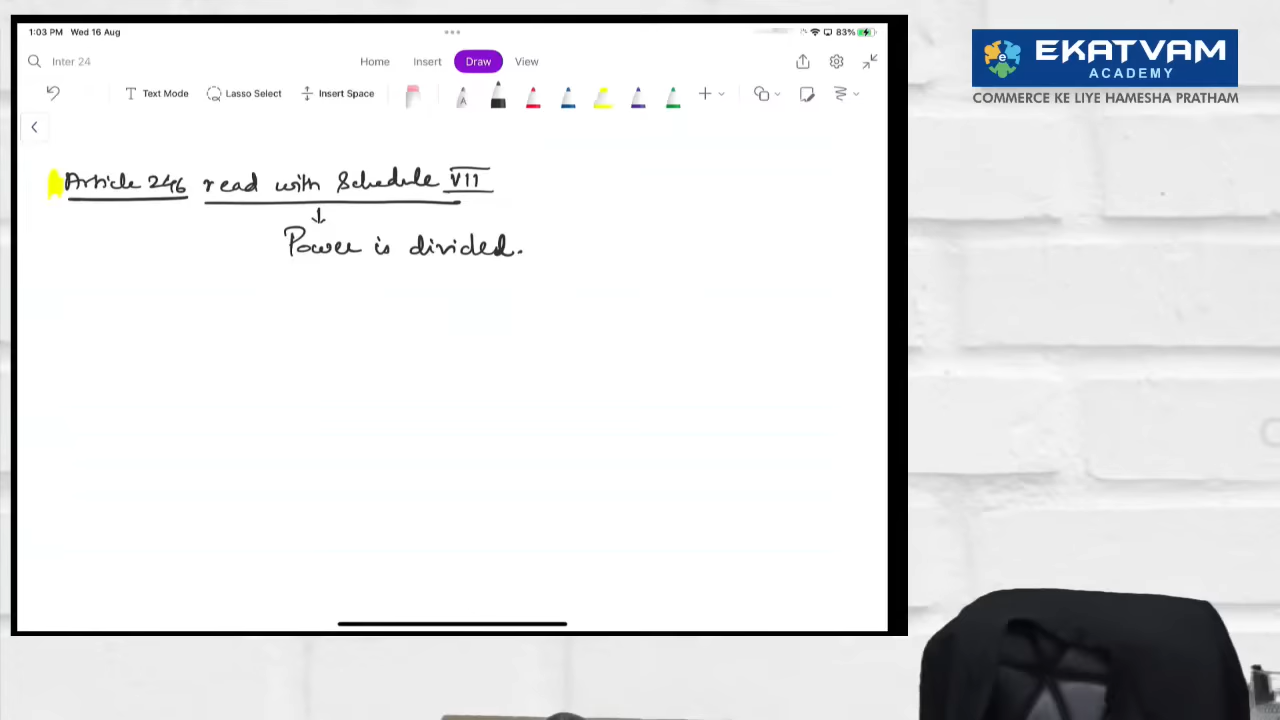 1:03 PM Wed 16 Aug
83%
Inter 24
Home Insert Draw View
Text Mode Lasso Select Insert Space
Article 246 read with Schedule VII
Power is divided.
EKATVAM
ACADEMY
COMMERCE KE LIYE HAMESHA PRATHAM